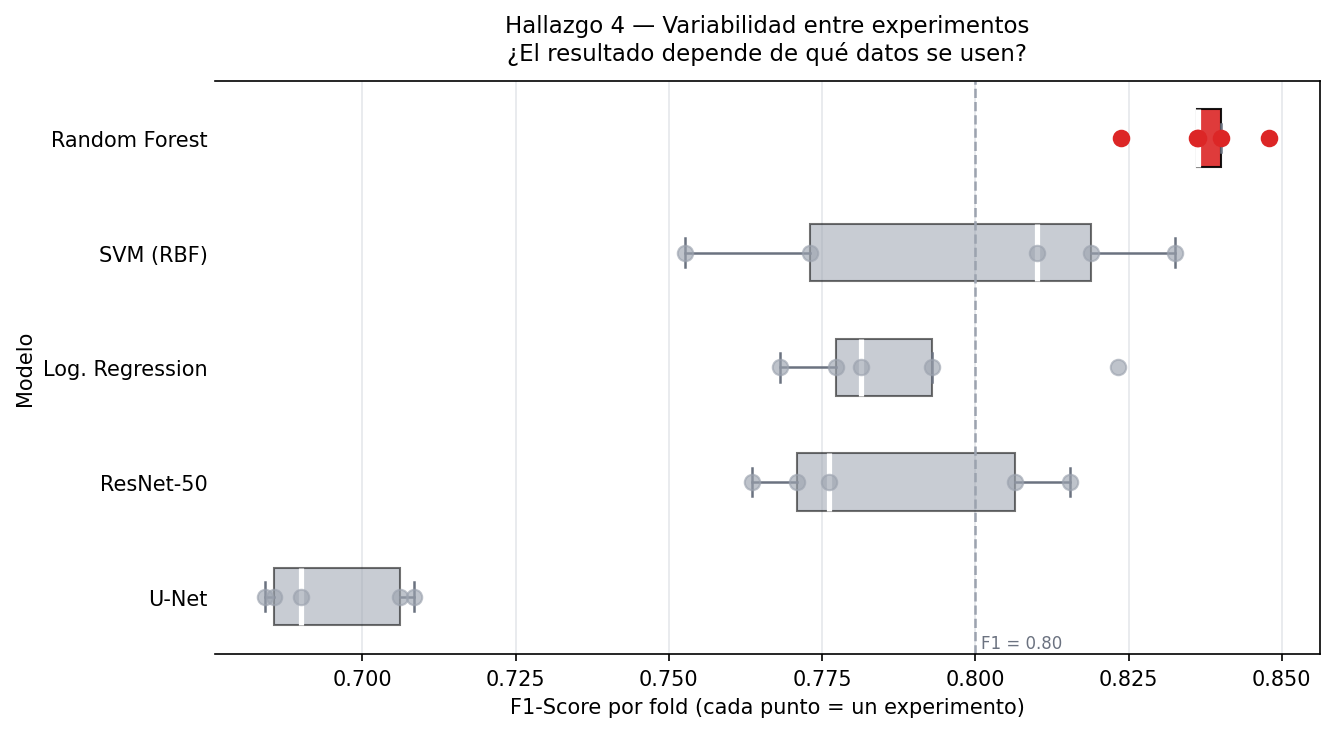 Hallazgo 4 — Variabilidad entre experimentos
¿El resultado depende de qué datos se usen?
Modelo
Random Forest
SVM (RBF)
Log. Regression
ResNet-50
U-Net
F1 = 0.80
0.700 0.725 0.750 0.775 0.800 0.825 0.850
F1-Score por fold (cada punto = un experimento)